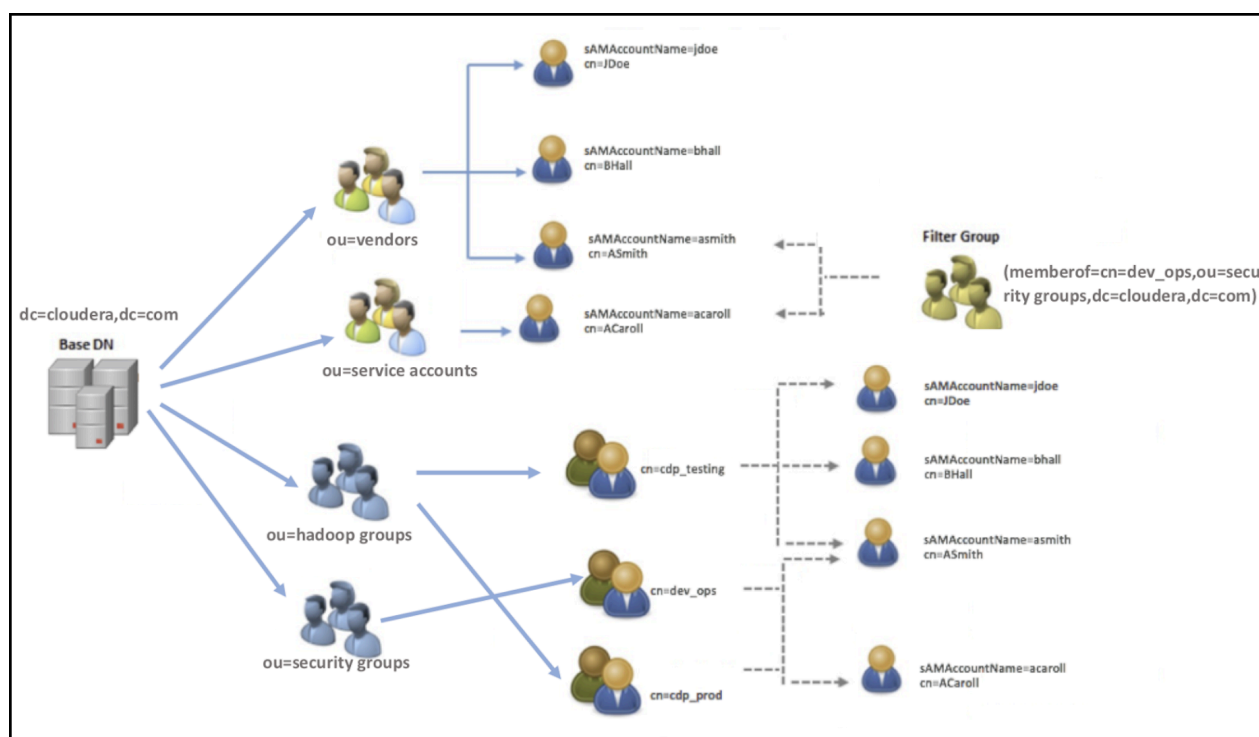 sAMAccountName=jdoe
cn=JDoe
sAMAccountName=bhall
cn=BHall
ou=vendors
sAMAccountName=asmith
cn=ASmith
Filter Group
(memberof=cn=dev_ops,ou=secu
rity groups,dc=cloudera,dc=com)
dc=cloudera,dc=com
Base DN
sAMAccountName=acaroll
cn=ACaroll
ou=service accounts
sAMAccountName=jdoe
cn=JDoe
cn=cdp_testing
sAMAccountName=bhall
cn=BHall
ou=hadoop groups
sAMAccountName=asmith
cn=ASmith
cn=dev_ops
ou=security groups
sAMAccountName=acaroll
cn=ACaroll
cn=cdp_prod